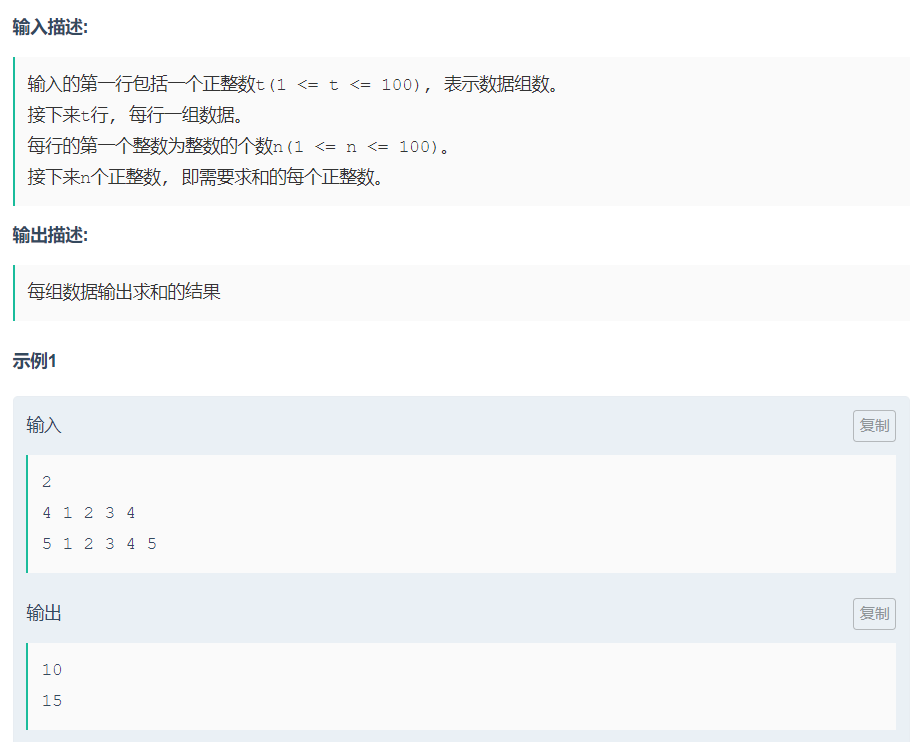 输入描述:
输入的第一行包括一个正整数t(1 <= t <= 100), 表示数据组数。
接下来t行, 每行一组数据。
每行的第一个整数为整数的个数n(1 <= n <= 100)。
接下来n个正整数, 即需要求和的每个正整数。
输出描述:
每组数据输出求和的结果
示例1
输入
复制
2
4 1 2 3 4
5 1 2 3 4 5
输出
复制
10
15